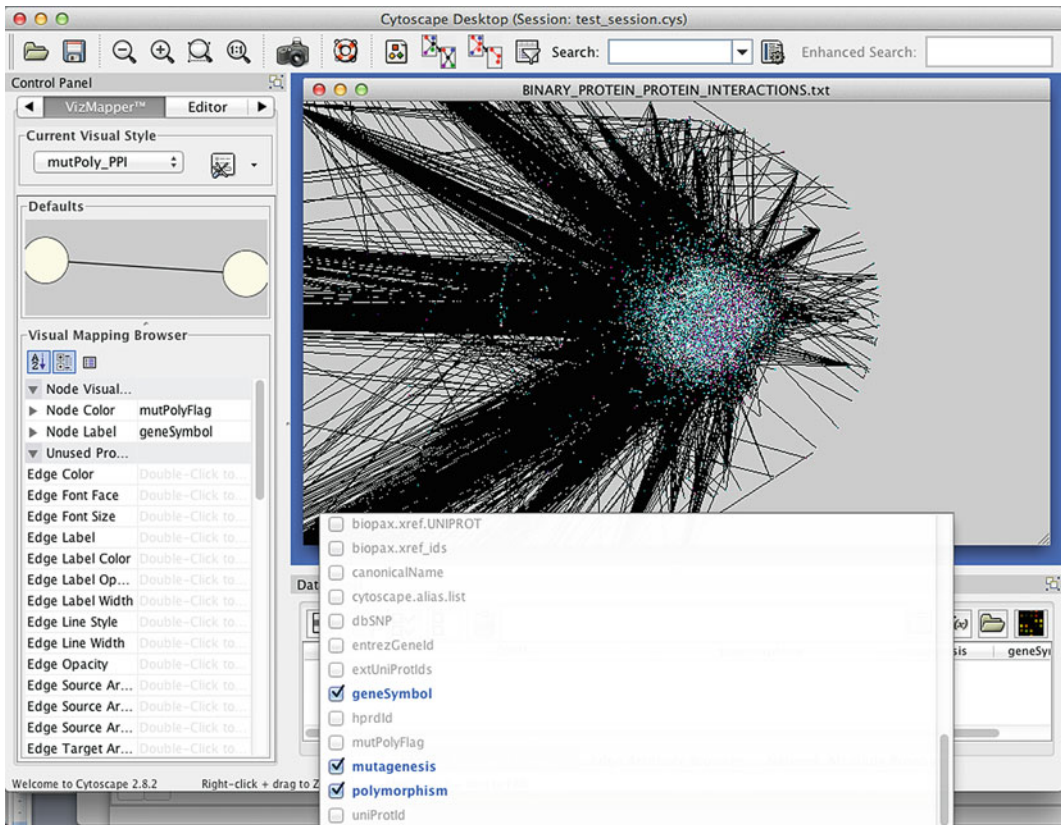 Cytoscape Desktop (Session: test_session.cys)
Search:
Enhanced Search:
Control Panel
VizMapper™
Editor
Current Visual Style
mutPoly_PPI
Defaults
Visual Mapping Browser
Node Visual...
Node Color mutPolyFlag
Node Label geneSymbol
Unused Pro...
Edge Color Double-Click to...
Edge Font Face Double-Click to...
Edge Font Size Double-Click to...
Edge Label Double-Click to...
Edge Label Color Double-Click to...
Edge Label Op... Double-Click to...
Edge Label Width Double-Click to...
Edge Line Style Double-Click to...
Edge Line Width Double-Click to...
Edge Opacity Double-Click to...
Edge Source Ar... Double-Click to...
Edge Source Ar... Double-Click to...
Edge Source Ar... Double-Click to...
Edge Target Ar... Double-Click to...
Welcome to Cytoscape 2.8.2
Right-click + drag to Z
BINARY_PROTEIN_PROTEIN_INTERACTIONS.txt
Dat
sis
geneSy
biopax.xref.UNIPROT
biopax.xref_ids
canonicalName
cytoscape.alias.list
dbSNP
entrezGeneId
extUniProtIds
geneSymbol
hprdId
mutPolyFlag
mutagenesis
polymorphism
uniProtId